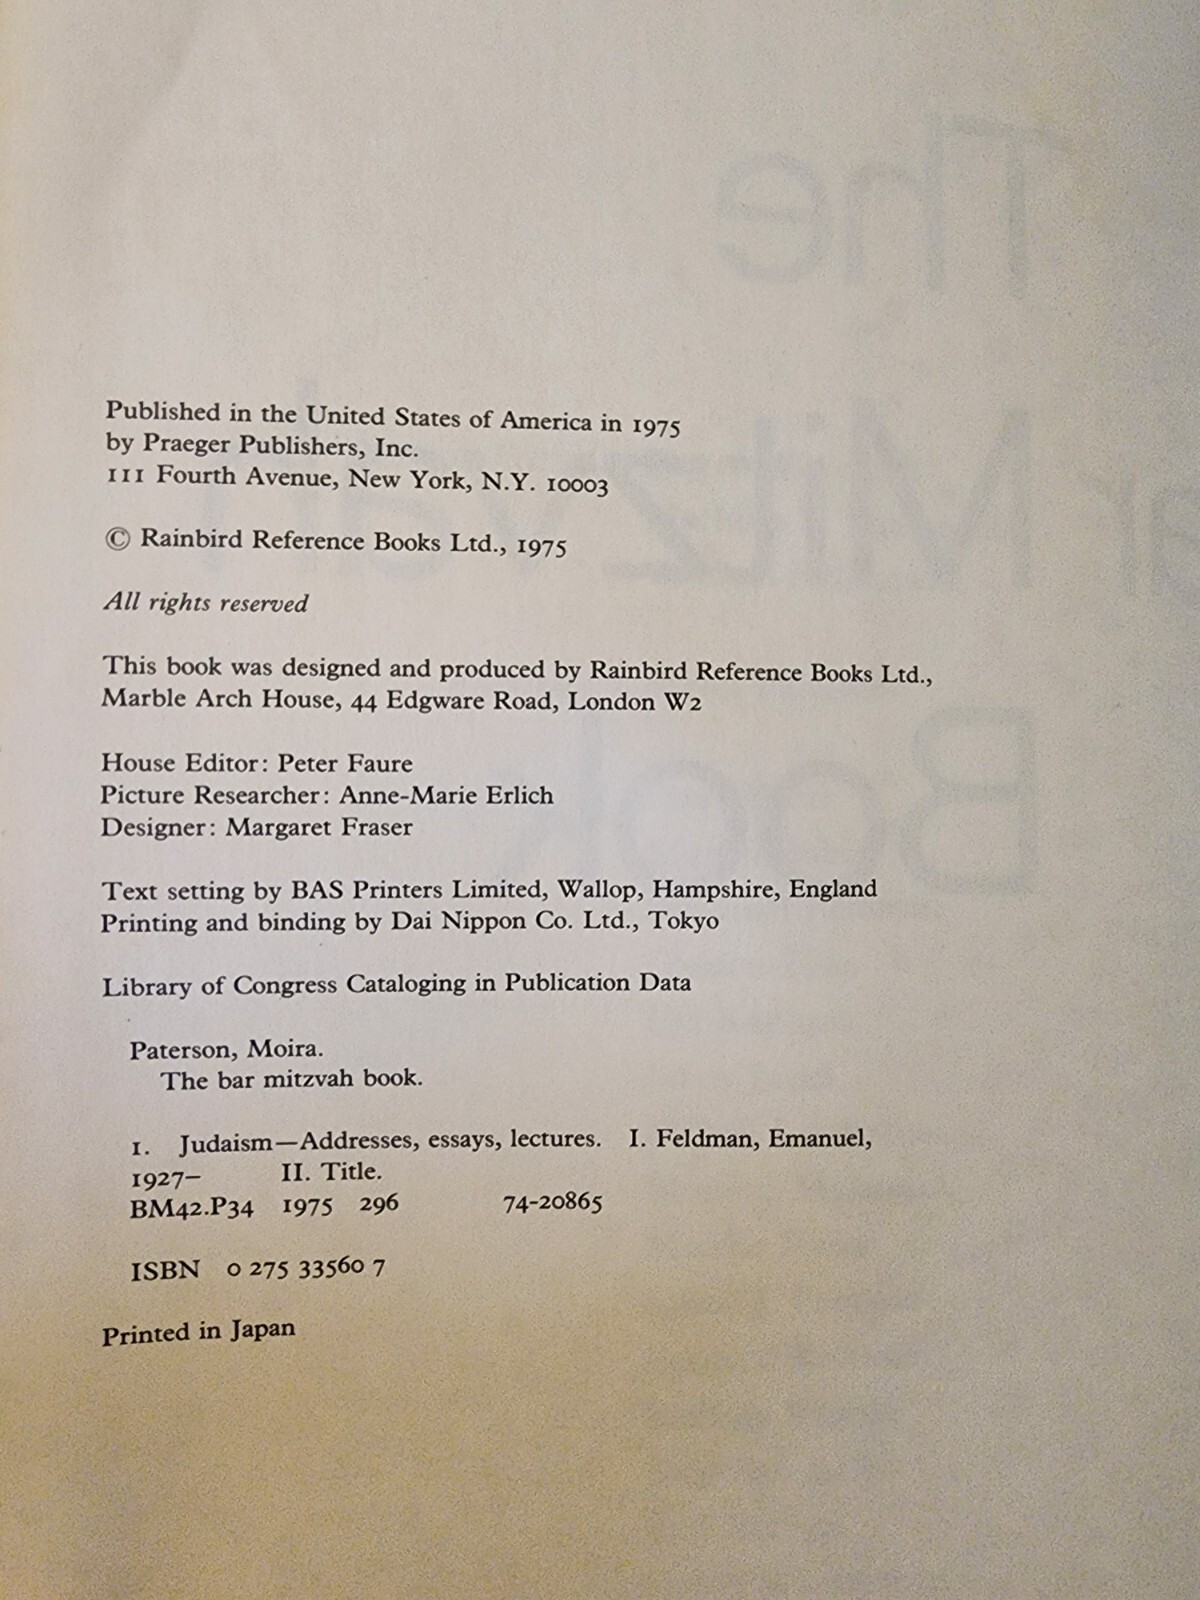 Published in the United States of America in 1975
by Praeger Publishers, Inc.
111 Fourth Avenue, New York, N.Y. 10003
© Rainbird Reference Books Ltd., 1975
All rights reserved
This book was designed and produced by Rainbird Reference Books Ltd.,
Marble Arch House, 44 Edgware Road, London W2
House Editor: Peter Faure
Picture Researcher: Anne-Marie Erlich
Designer: Margaret Fraser
Text setting by BAS Printers Limited, Wallop, Hampshire, England
Printing and binding by Dai Nippon Co. Ltd., Tokyo
Library of Congress Cataloging in Publication Data
Paterson, Moira.
The bar mitzvah book.
1. Judaism—Addresses, essays, lectures. I. Feldman, Emanuel,
1927– II. Title.
BM42.P34 1975 296 74-20865
ISBN 0 275 33560 7
Printed in Japan